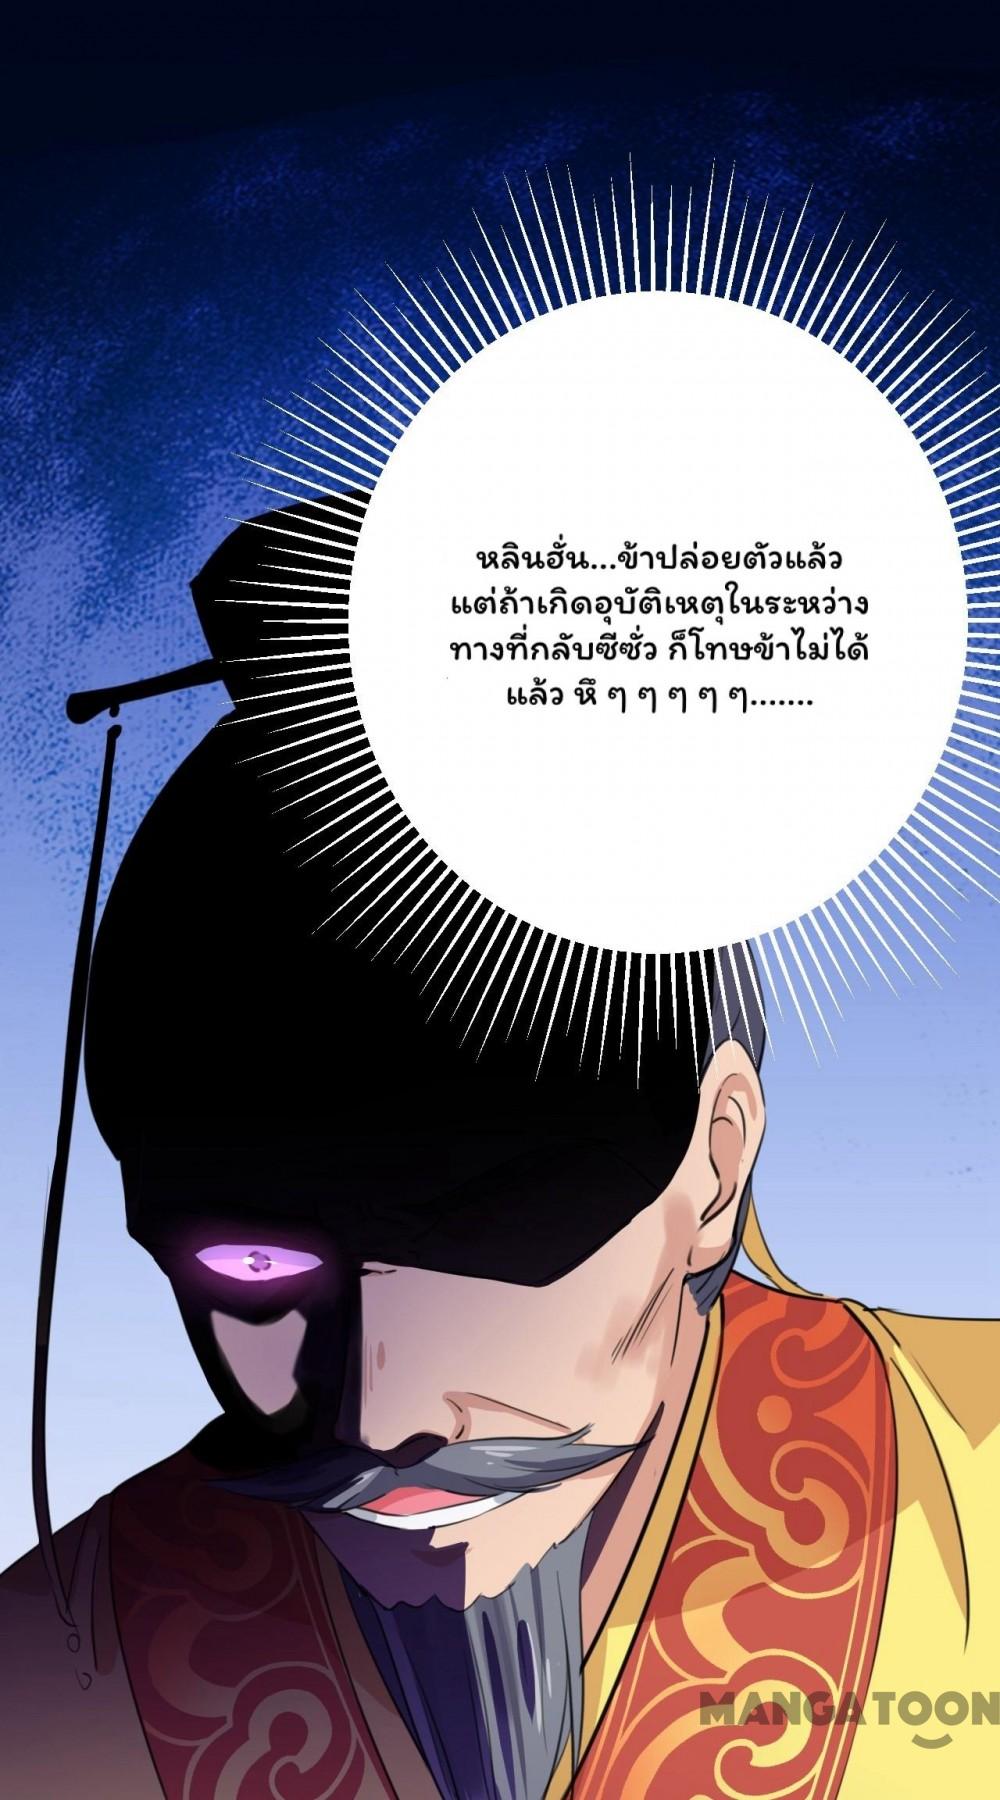 หลินฮั่น...ข้าปล่อยตัวแล้ว
แต่ถ้าเกิดอุบัติเหตุในระหว่าง
ทางที่กลับซีซั่ว ก็โทษข้าไม่ได้
แล้ว หึ ๆ ๆ ๆ ๆ ๆ.......
MANGATOON